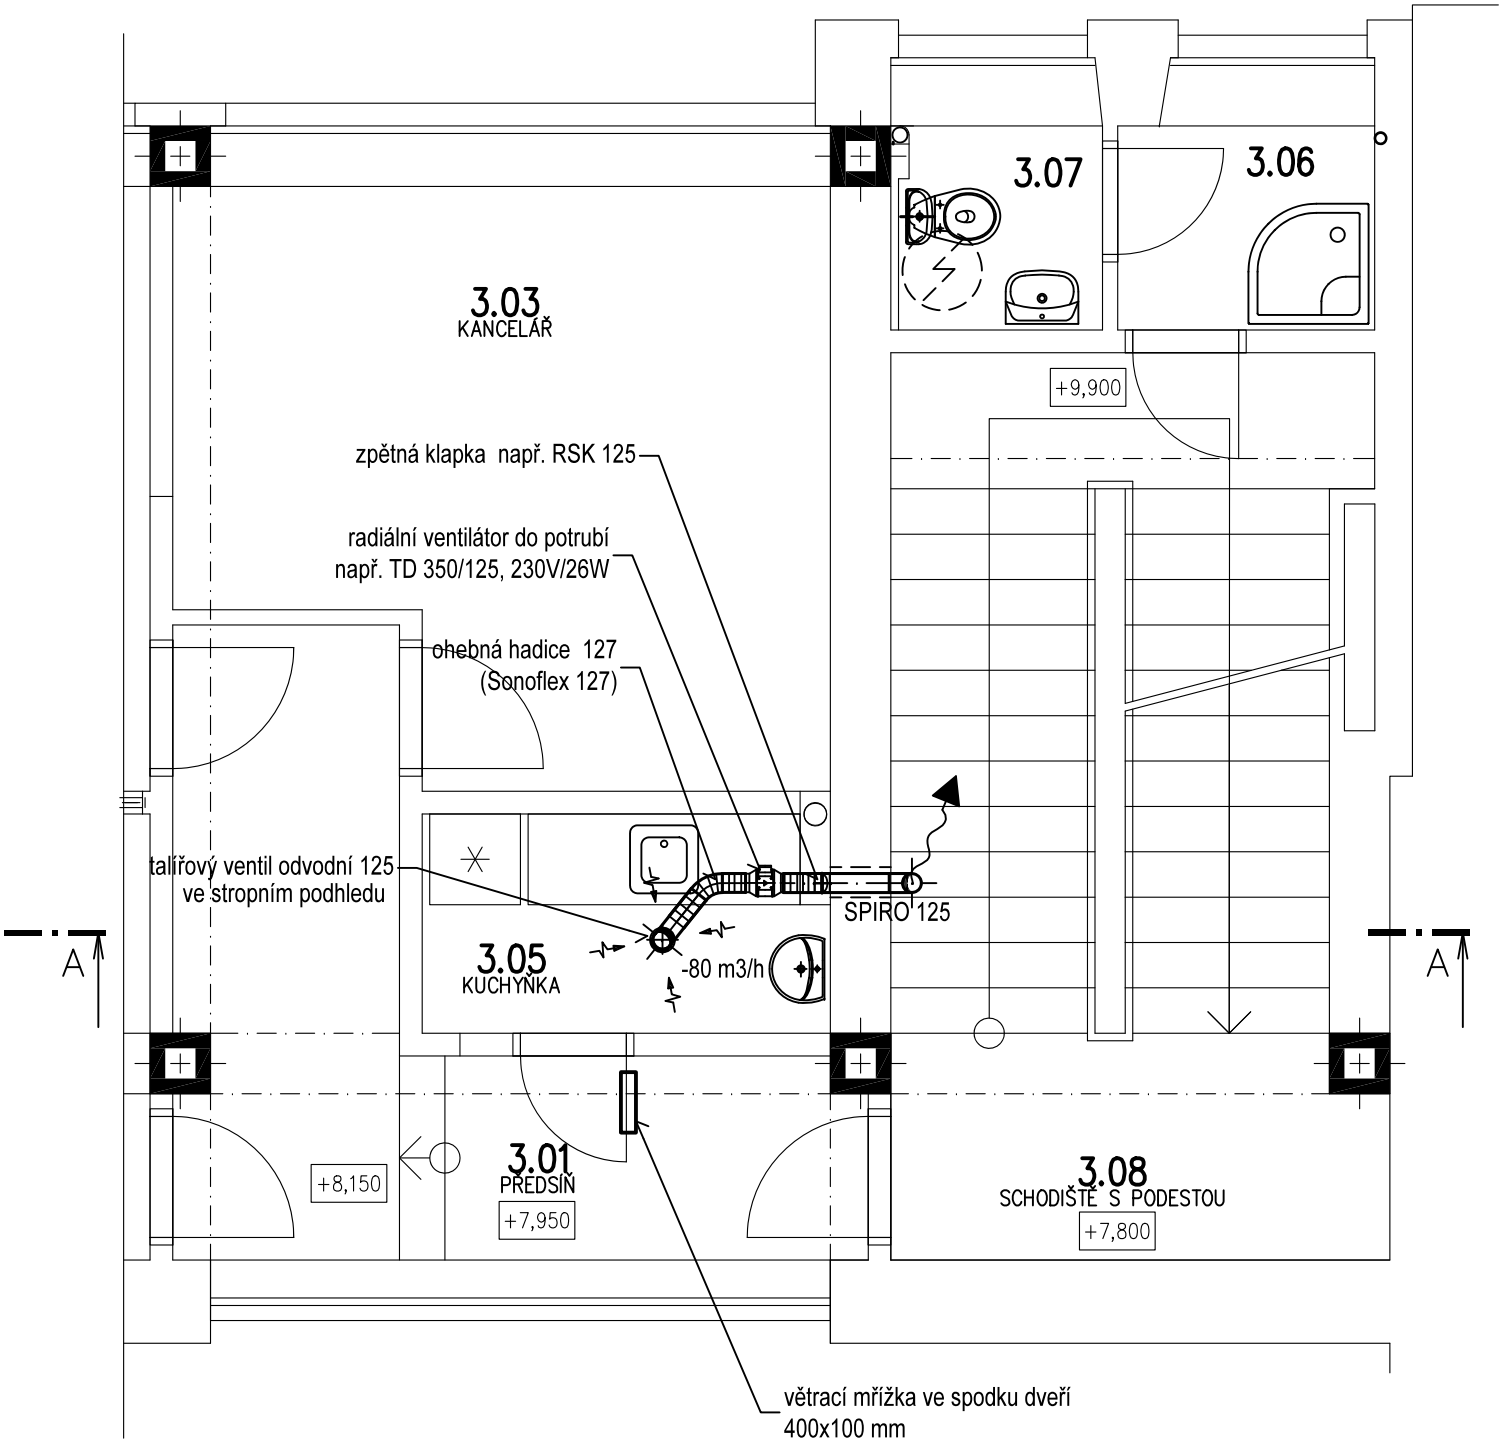 3.07
3.06
3.03
KANCELÁŘ
+9,900
zpětná klapka např. RSK 125
radiální ventilátor do potrubí
např. TD 350/125, 230V/26W
ohebná hadice 127
(Sonoflex 127)
talířový ventil odvodní 125
ve stropním podhledu
SPIRO 125
A
A
3.05
KUCHYŇKA
-80 m3/h
3.01
PŘEDSÍŇ
+8,150
+7,950
3.08
SCHODIŠTĚ S PODESTOU
+7,800
větrací mřížka ve spodku dveří
400x100 mm